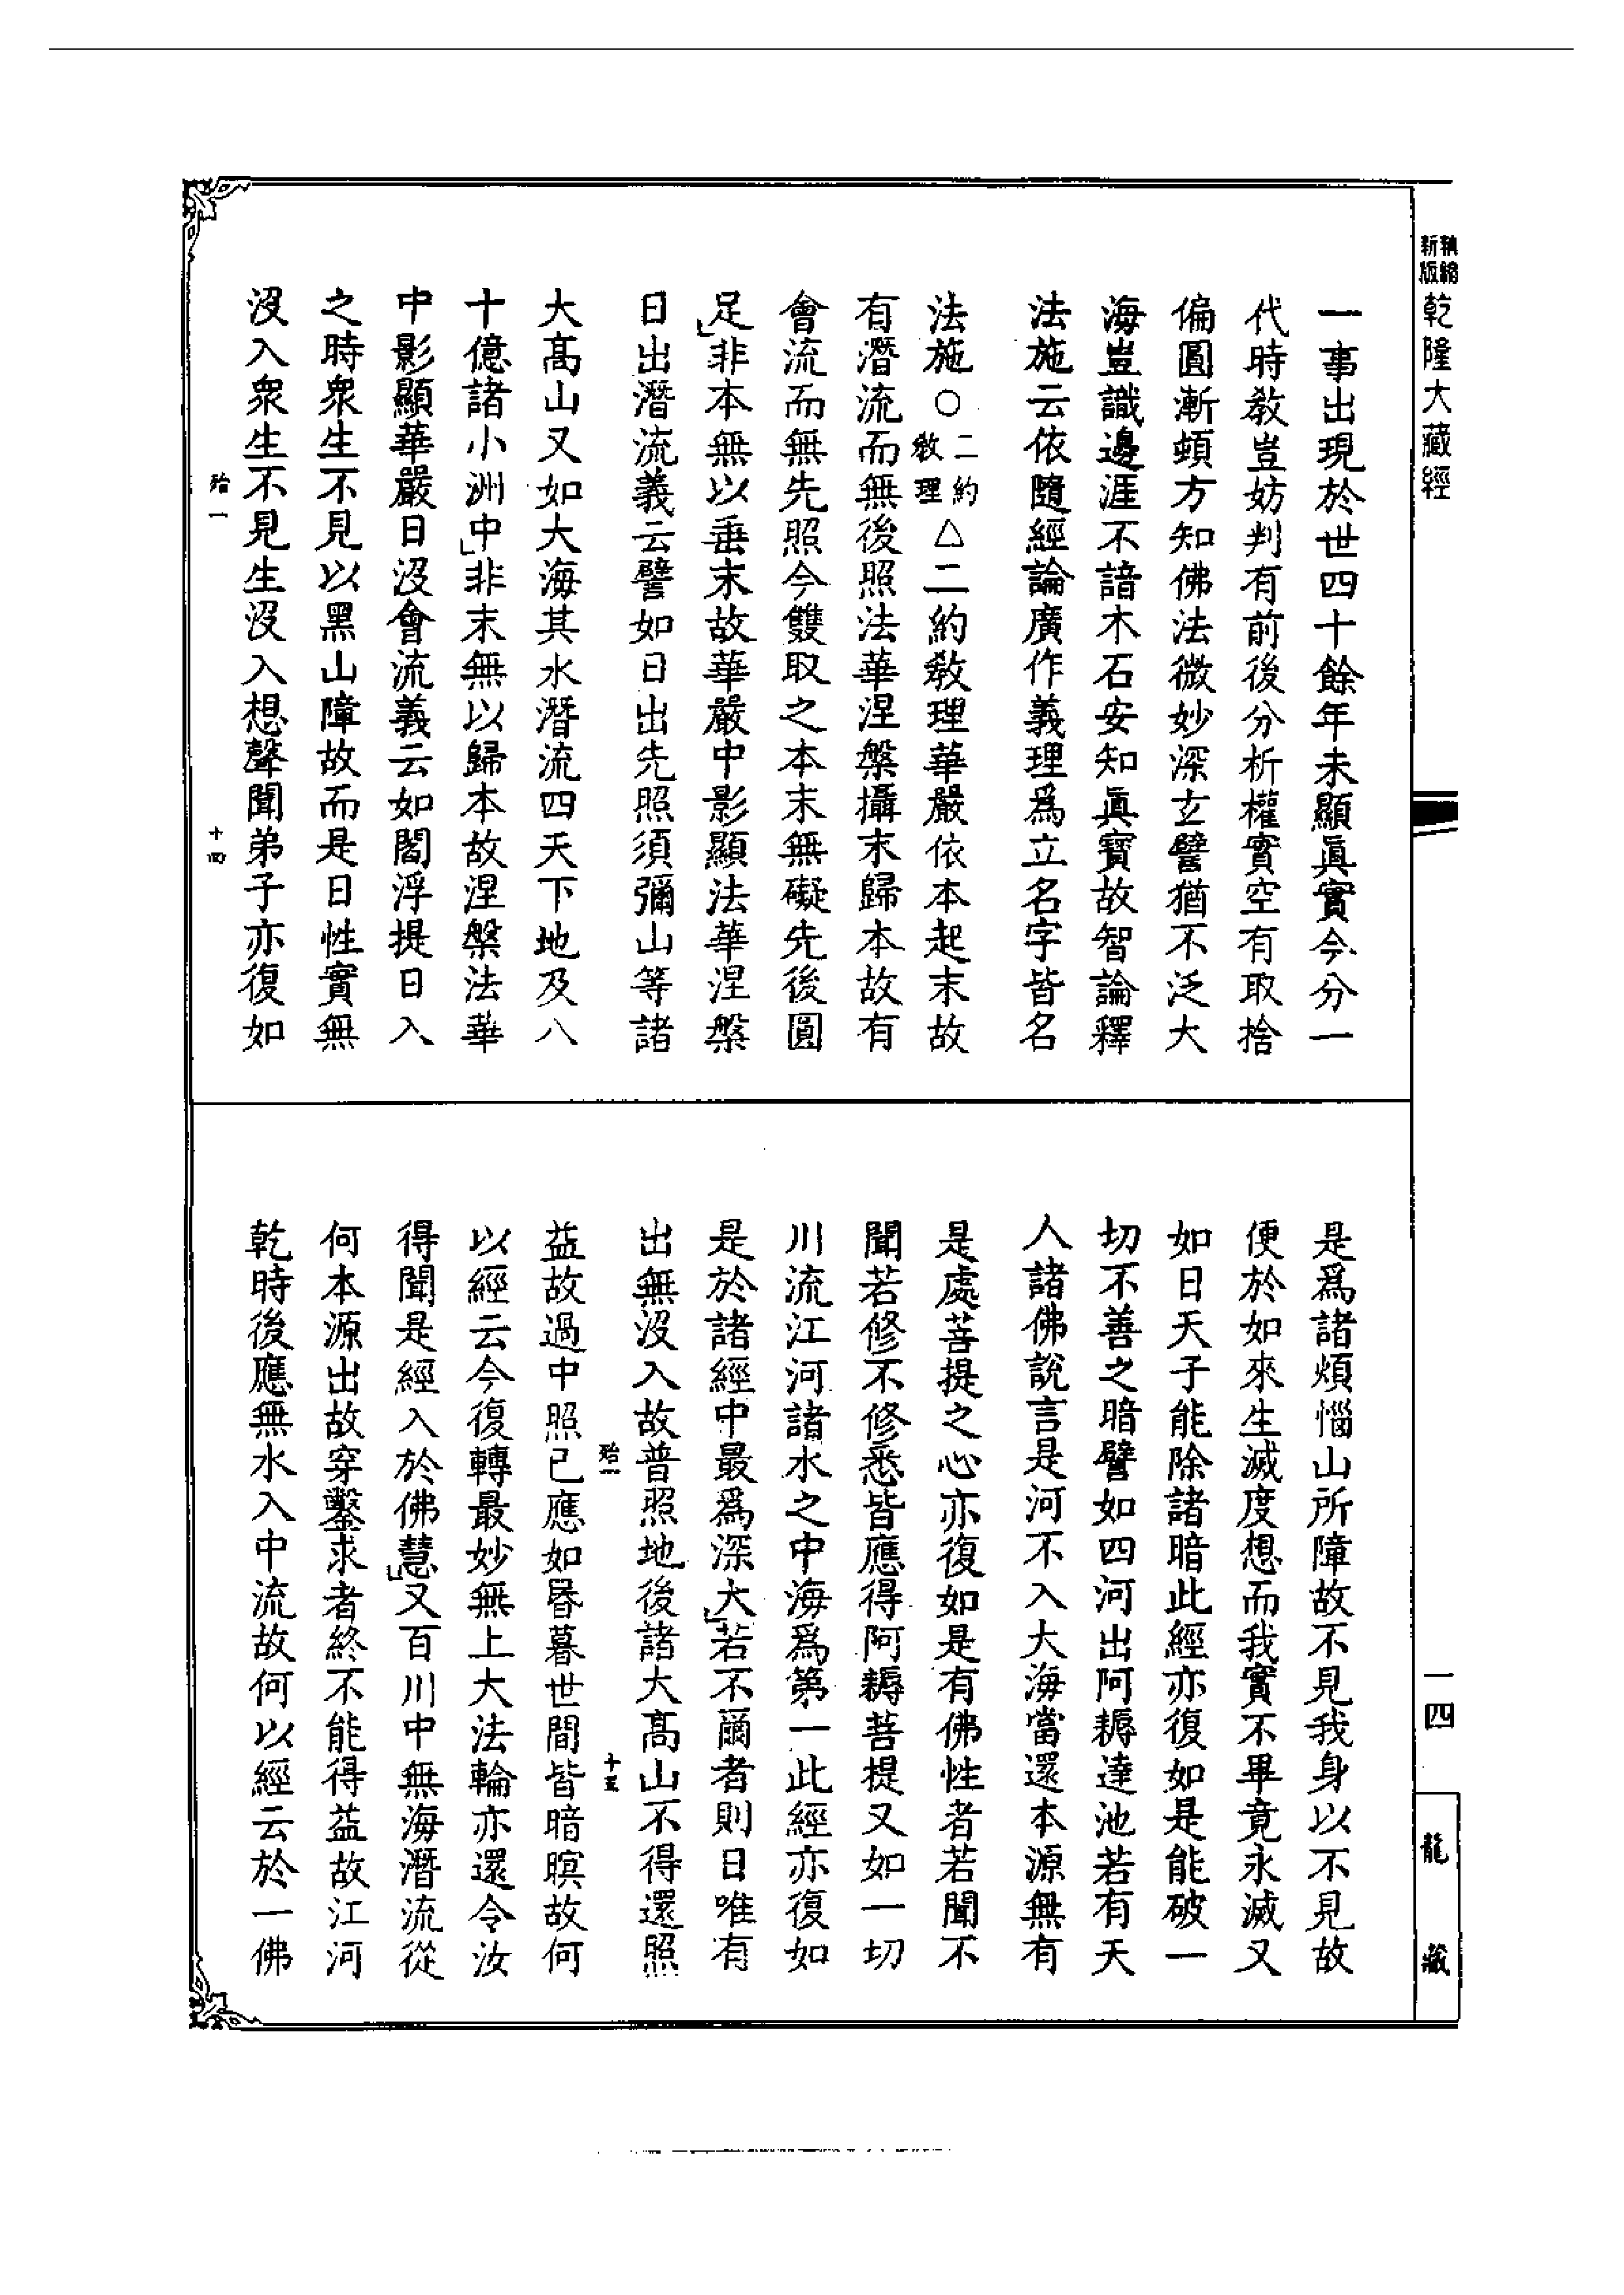 新版
縮
乾隆大藏經
一事出現於世四十餘年未顯眞實今分一
代時敎豈妨判有前後分析權實空有取捨
偏圓漸頓方知佛法微妙深玄譬猶不泛大
海豈識邊涯不諳木石安知眞寶故智論釋
法施云依隨經論廣作義理爲立名字皆名
法施○二約敎理△二約敎理華嚴依本起末故
有潛流而無後照法華涅槃攝末歸本故有
會流而無先照今雙取之本末無礙先後圓
足」非本無以垂末故華嚴中影顯法華涅槃
日出潛流義云譬如日出先照須彌山等諸
大高山又如大海其水潛流四天下地及八
十億諸小洲中」非末無以歸本故涅槃法華
中影顯華嚴日沒會流義云如閻浮提日入
之時衆生不見以黑山障故而是日性實無
沒入衆生不見生沒入想聲聞弟子亦復如
殆一
十四
是爲諸煩惱山所障故不見我身以不見故
便於如來生滅度想而我實不畢竟永滅又
如日天子能除諸暗此經亦復如是能破一
切不善之暗譬如四河出阿耨達池若有天
人諸佛說言是河不入大海當還本源無有
是處菩提之心亦復如是有佛性者若聞不
聞若修不修悉皆應得阿耨菩提又如一切
川流江河諸水之中海爲第一此經亦復如
是於諸經中最爲深大」若不爾者則日唯有
出無沒入故普照地後諸大高山不得還照
殆一
十五
益故過中照已應如昬暮世間皆暗暝故何
以經云今復轉最妙無上大法輪亦還令汝
得聞是經入於佛慧」又百川中無海潛流從
何本源出故穿鑿求者終不能得益故江河
乾時後應無水入中流故何以經云於一佛
一四
龍藏